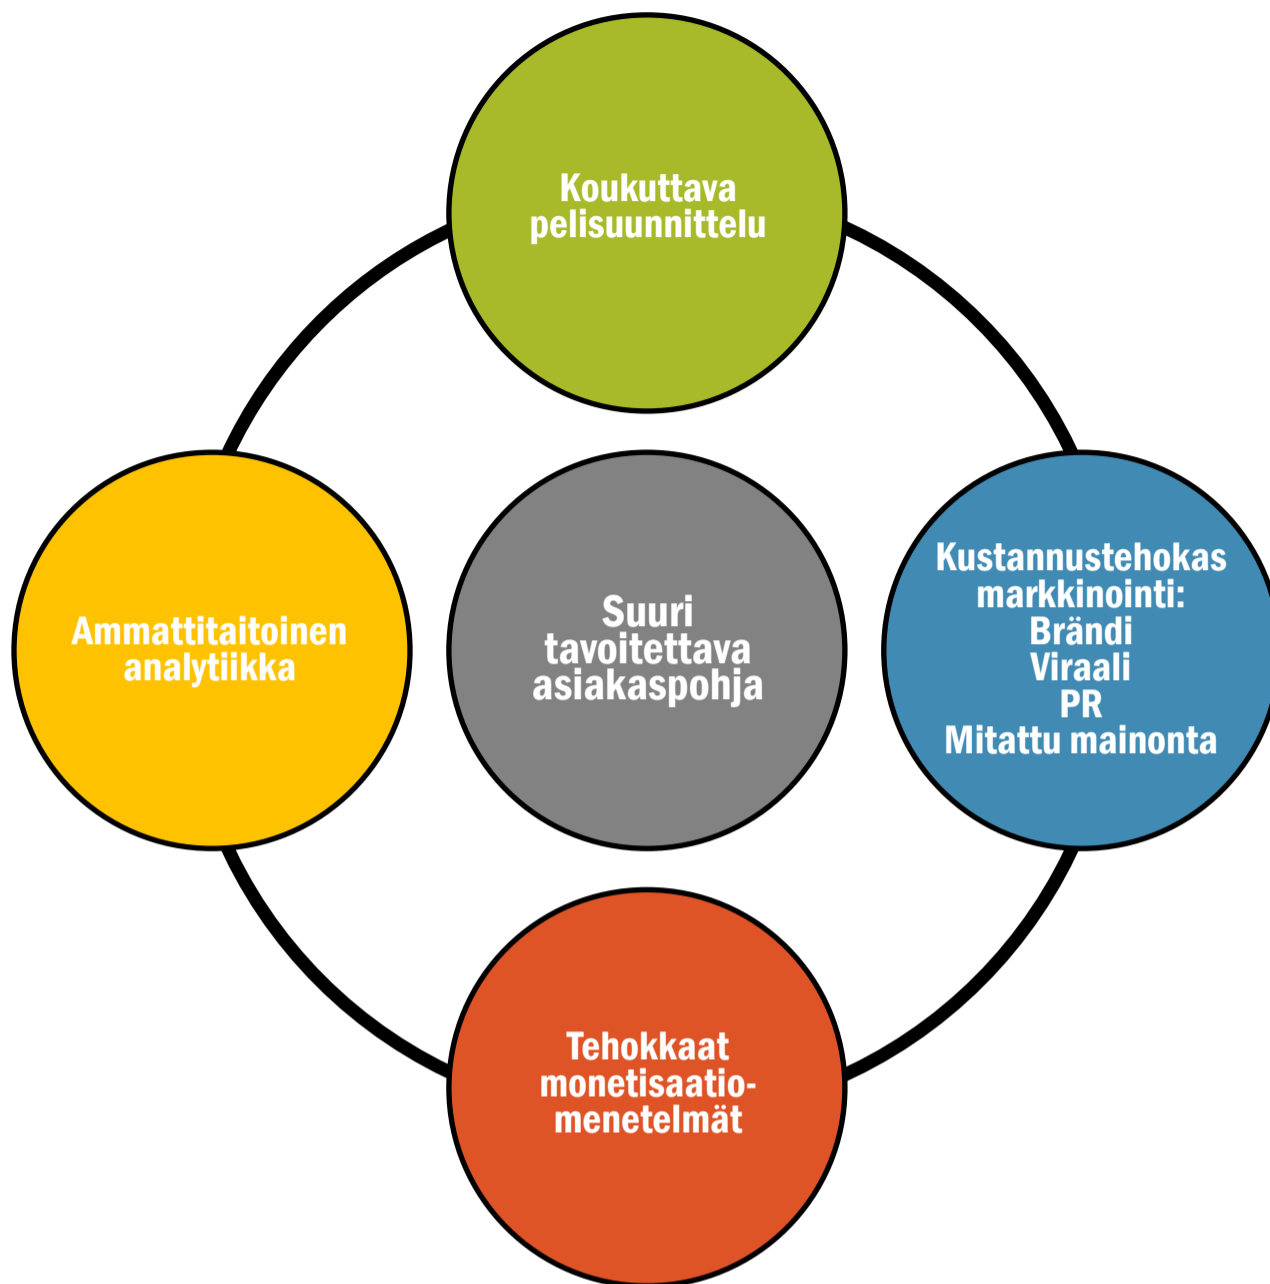 Koukuttava
pelisuunnittelu
Ammattitaitoinen
analytiikka
Suuri
tavoitettava
asiakaspohja
Kustannustehokas
markkinointi:
Brändi
Viraali
PR
Mitattu mainonta
Tehokkaat
monetisaatio-
menetelmät